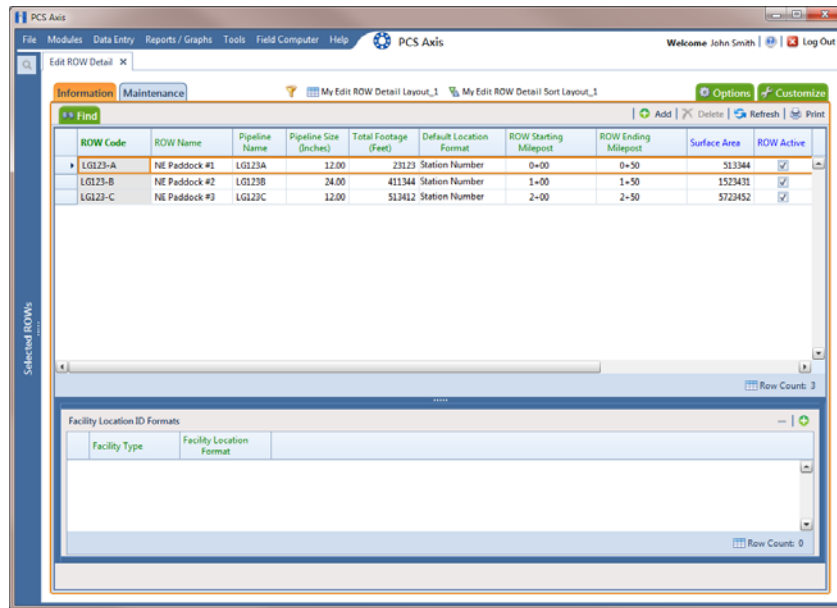 PCS Axis
File Modules Data Entry Reports / Graphs Tools Field Computer Help PCS Axis Welcome John Smith | | Log Out
Edit ROW Detail
Information Maintenance My Edit ROW Detail Layout_1 My Edit ROW Detail Sort Layout_1 Options Customize
Find | Add | Delete | Refresh | Print
ROW Code ROW Name Pipeline Name Pipeline Size (Inches) Total Footage (Feet) Default Location Format ROW Starting Milepost ROW Ending Milepost Surface Area ROW Active
LG123-A NE Paddock #1 LG123A 12.00 23123 Station Number 0+00 0+50 513344
LG123-B NE Paddock #2 LG123B 24.00 411344 Station Number 1+00 1+50 1523431
LG123-C NE Paddock #3 LG123C 12.00 513412 Station Number 2+00 2+50 5723452
Selected ROWs
Row Count: 3
Facility Location ID Formats
Facility Type Facility Location Format
Row Count: 0